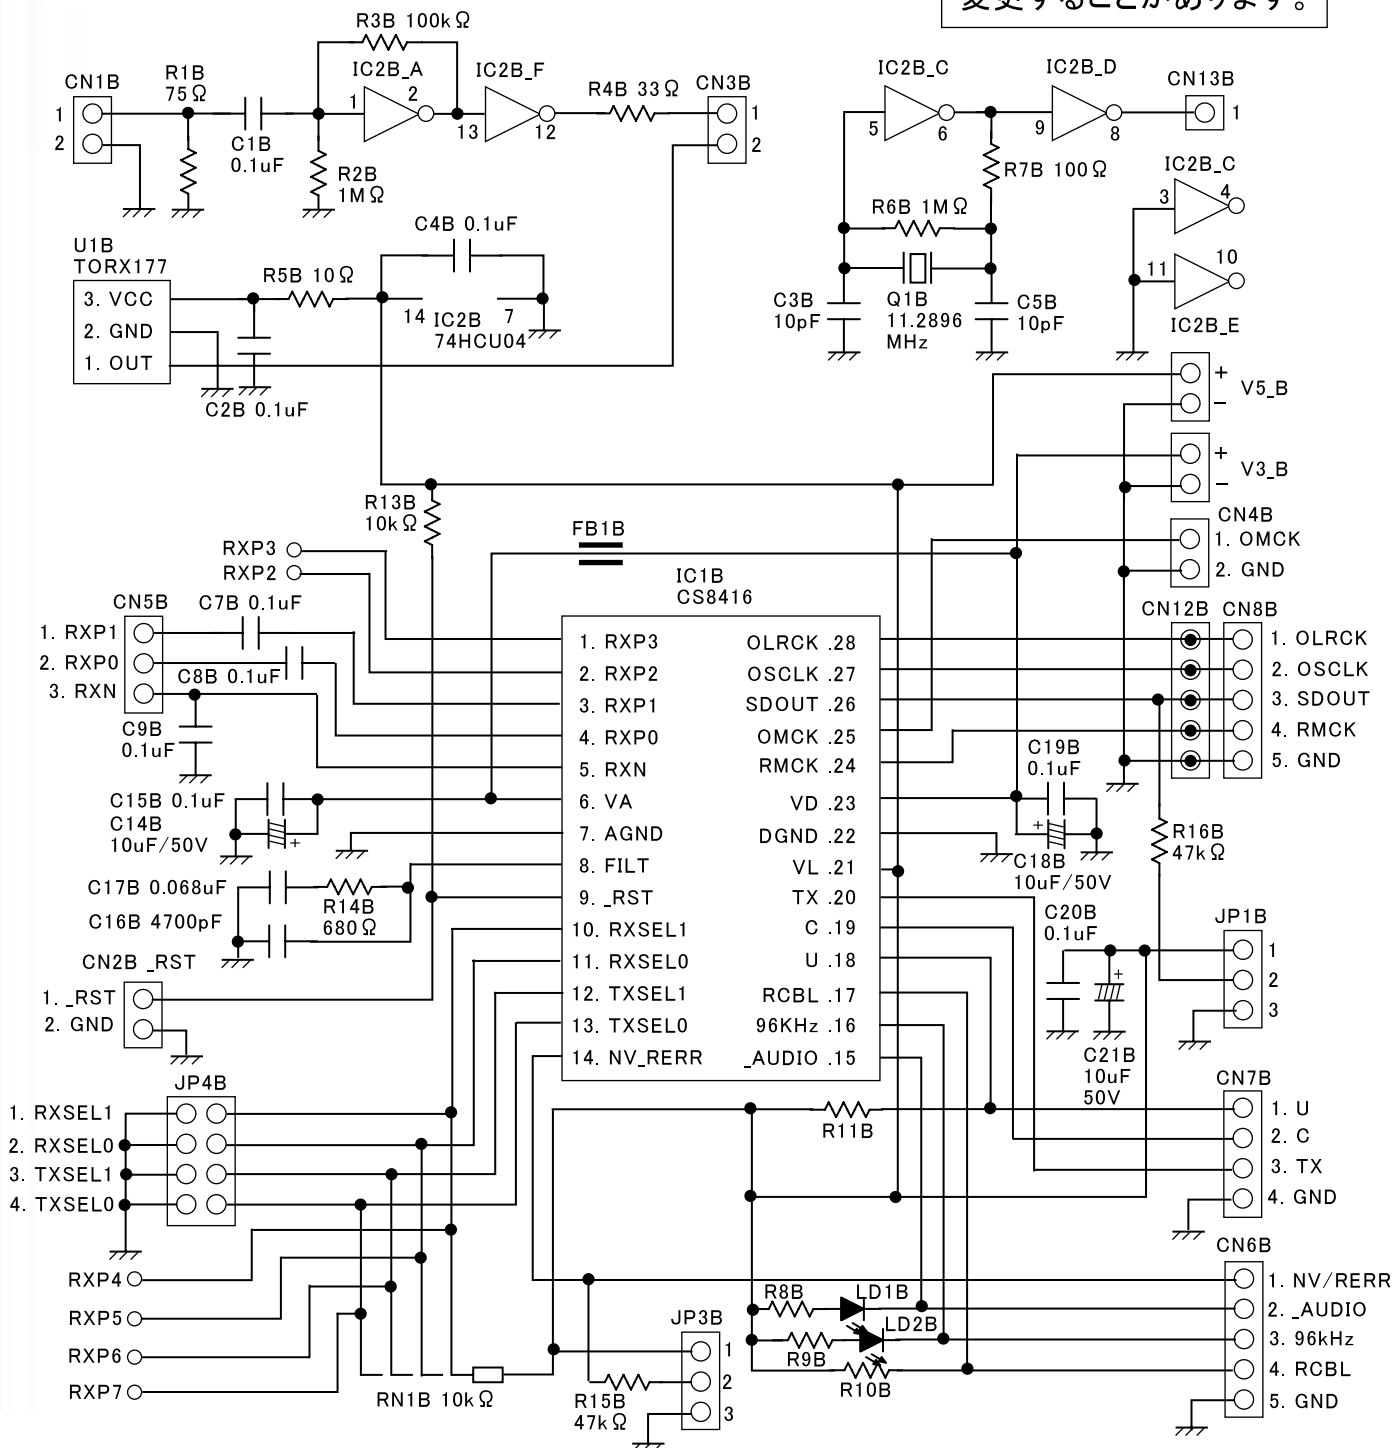 変更することがあります。
R3B 100kΩ
CN1B
R1B
75Ω
IC2B_A
IC2B_F
R4B 33Ω
CN3B
IC2B_C
IC2B_D
CN13B
1
2
C1B
0.1uF
1
2
13
12
1
2
5
6
9
8
1
R2B
1MΩ
R7B 100Ω
IC2B_C
3
4
C4B 0.1uF
R6B 1MΩ
U1B
TORX177
R5B 10Ω
3. VCC
2. GND
1. OUT
14
7
IC2B
74HCU04
C2B 0.1uF
C3B
10pF
Q1B
11.2896
MHz
C5B
10pF
11
10
IC2B_E
+
-
V5_B
+
-
V3_B
R13B
10kΩ
FB1B
CN4B
1. OMCK
2. GND
RXP3
RXP2
IC1B
CS8416
CN5B
C7B 0.1uF
1. RXP1
2. RXP0
3. RXN
C8B 0.1uF
C9B
0.1uF
CN12B
CN8B
1. OLRCK
2. OSCLK
3. SDOUT
4. RMCK
5. GND
1. RXP3
2. RXP2
3. RXP1
4. RXP0
5. RXN
6. VA
7. AGND
8. FILT
9. _RST
10. RXSEL1
11. RXSEL0
12. TXSEL1
13. TXSEL0
14. NV_RERR
OLRCK .28
OSCLK .27
SDOUT .26
OMCK .25
RMCK .24
VD .23
DGND .22
VL .21
TX .20
C .19
U .18
RCBL .17
96KHz .16
_AUDIO .15
C15B 0.1uF
C14B
10uF/50V
+
C17B 0.068uF
R14B
680Ω
C16B 4700pF
CN2B _RST
1. _RST
2. GND
C19B
0.1uF
+
C18B
10uF/50V
R16B
47kΩ
C20B
0.1uF
+
C21B
10uF
50V
JP1B
1
2
3
JP4B
1. RXSEL1
2. RXSEL0
3. TXSEL1
4. TXSEL0
R11B
CN7B
1. U
2. C
3. TX
4. GND
RXP4
RXP5
RXP6
RXP7
RN1B 10kΩ
R15B
47kΩ
JP3B
1
2
3
R8B
LD1B
LD2B
R9B
R10B
CN6B
1. NV/RERR
2. _AUDIO
3. 96kHz
4. RCBL
5. GND